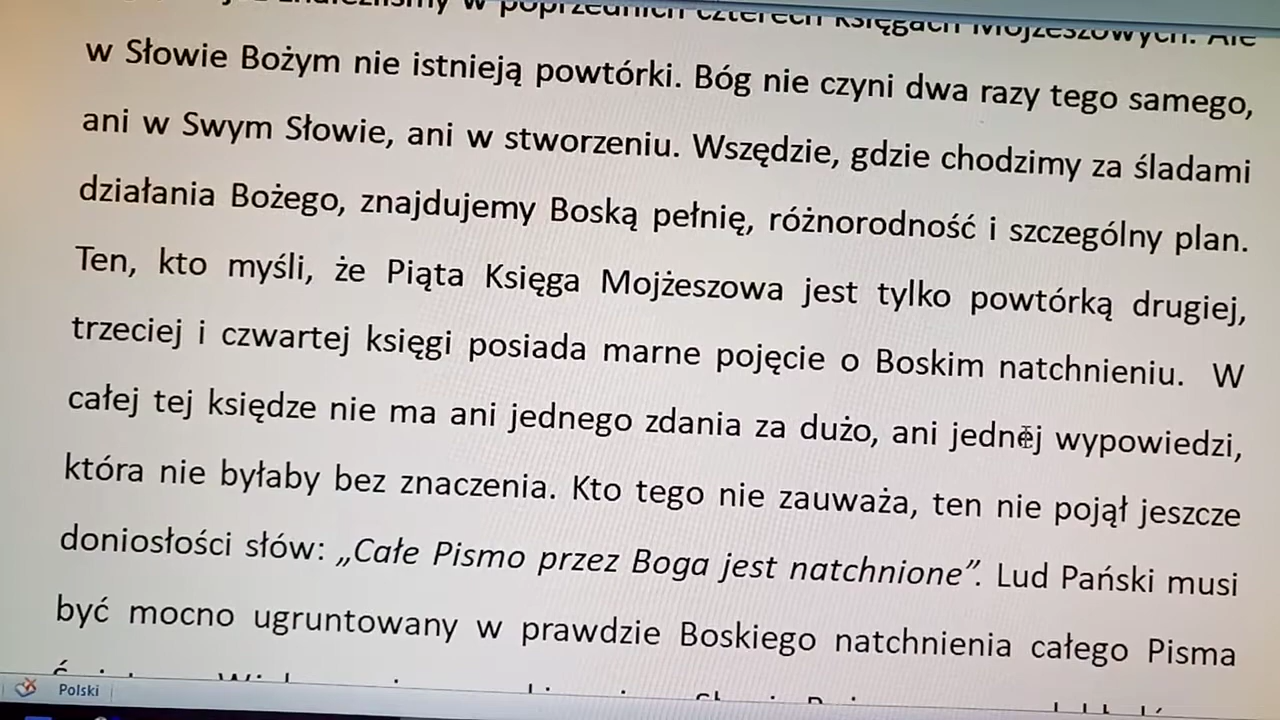 w poprzednich czterech księgach Mojżeszowych. Ale
w Słowie Bożym nie istnieją powtórki. Bóg nie czyni dwa razy tego samego,
ani w Swym Słowie, ani w stworzeniu. Wszędzie, gdzie chodzimy za śladami
działania Bożego, znajdujemy Boską pełnię, różnorodność i szczególny plan.
Ten, kto myśli, że Piąta Księga Mojżeszowa jest tylko powtórką drugiej,
trzeciej i czwartej księgi posiada marne pojęcie o Boskim natchnieniu. W
całej tej księdze nie ma ani jednego zdania za dużo, ani jednej wypowiedzi,
która nie byłaby bez znaczenia. Kto tego nie zauważa, ten nie pojął jeszcze
doniosłości słów: „Całe Pismo przez Boga jest natchnione”. Lud Pański musi
być mocno ugruntowany w prawdzie Boskiego natchnienia całego Pisma
Polski